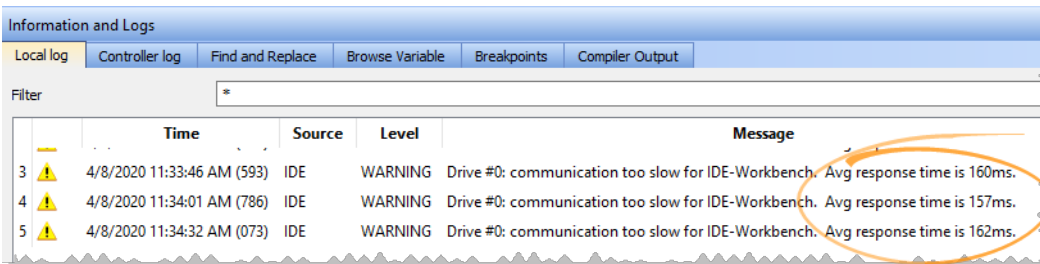 Information and Logs
Local log Controller log Find and Replace Browse Variable Breakpoints Compiler Output
Filter *
Time Source Level Message
3 4/8/2020 11:33:46 AM (593) IDE WARNING Drive #0: communication too slow for IDE-Workbench. Avg response time is 160ms.
4 4/8/2020 11:34:01 AM (786) IDE WARNING Drive #0: communication too slow for IDE-Workbench. Avg response time is 157ms.
5 4/8/2020 11:34:32 AM (073) IDE WARNING Drive #0: communication too slow for IDE-Workbench. Avg response time is 162ms.